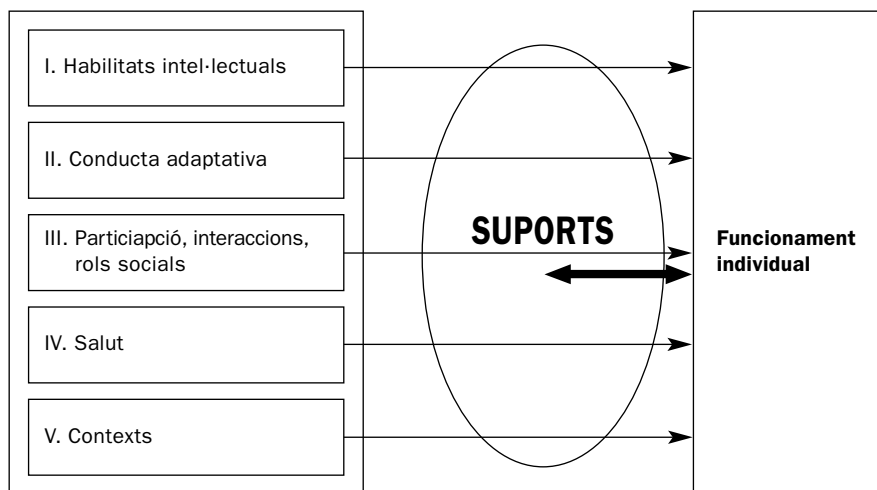 I. Habilitats intel·lectuals
II. Conducta adaptativa
III. Particiapció, interaccions,
rols socials
IV. Salut
V. Contexts
SUPORTS
Funcionament
individual